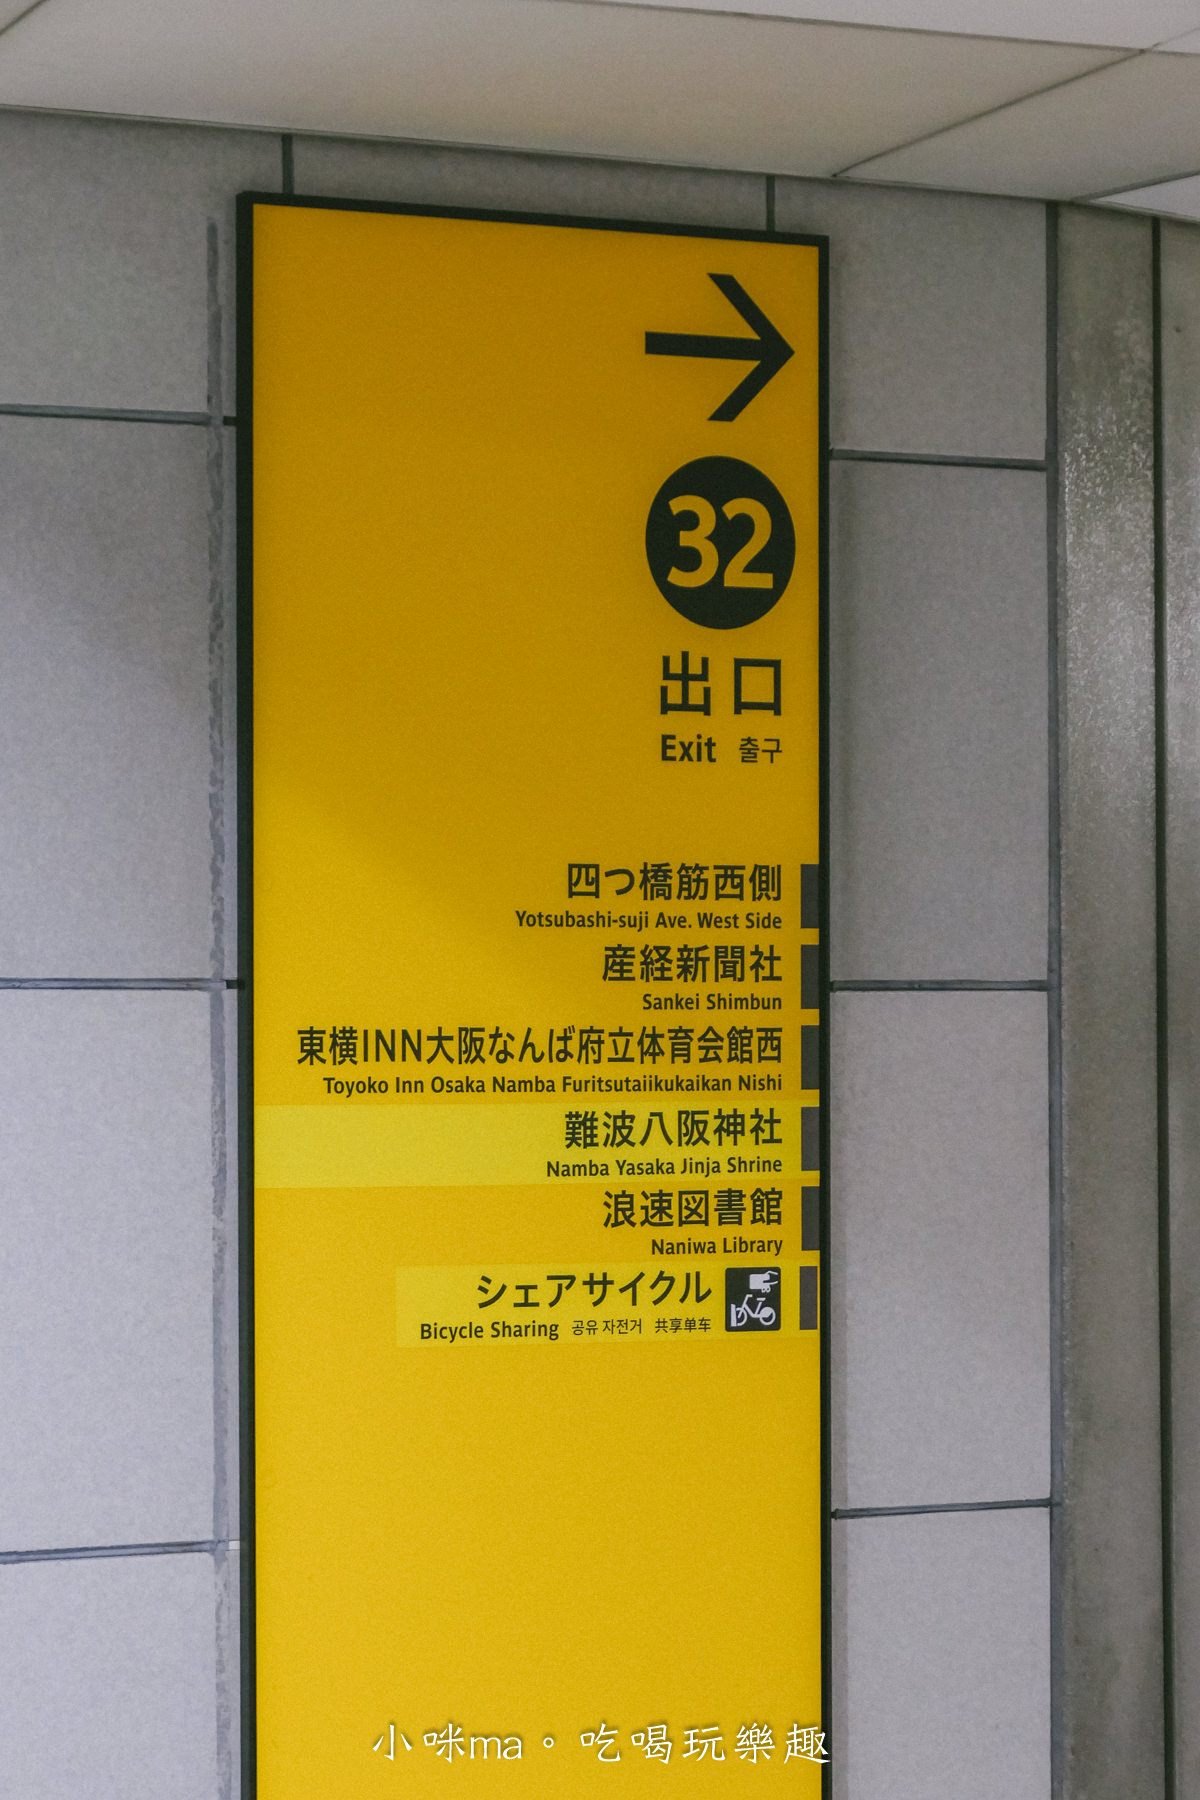 32
出口
Exit 출구
四つ橋筋西側
Yotsubashi-suji Ave. West Side
産経新聞社
Sankei Shimbun
東横INN大阪なんば府立体育会館西
Toyoko Inn Osaka Namba Furitsutaiikukaikan Nishi
難波八阪神社
Namba Yasaka Jinja Shrine
浪速図書館
Naniwa Library
シェアサイクル
Bicycle Sharing 공유 자전거 共享单车
小咪ma。吃喝玩樂趣